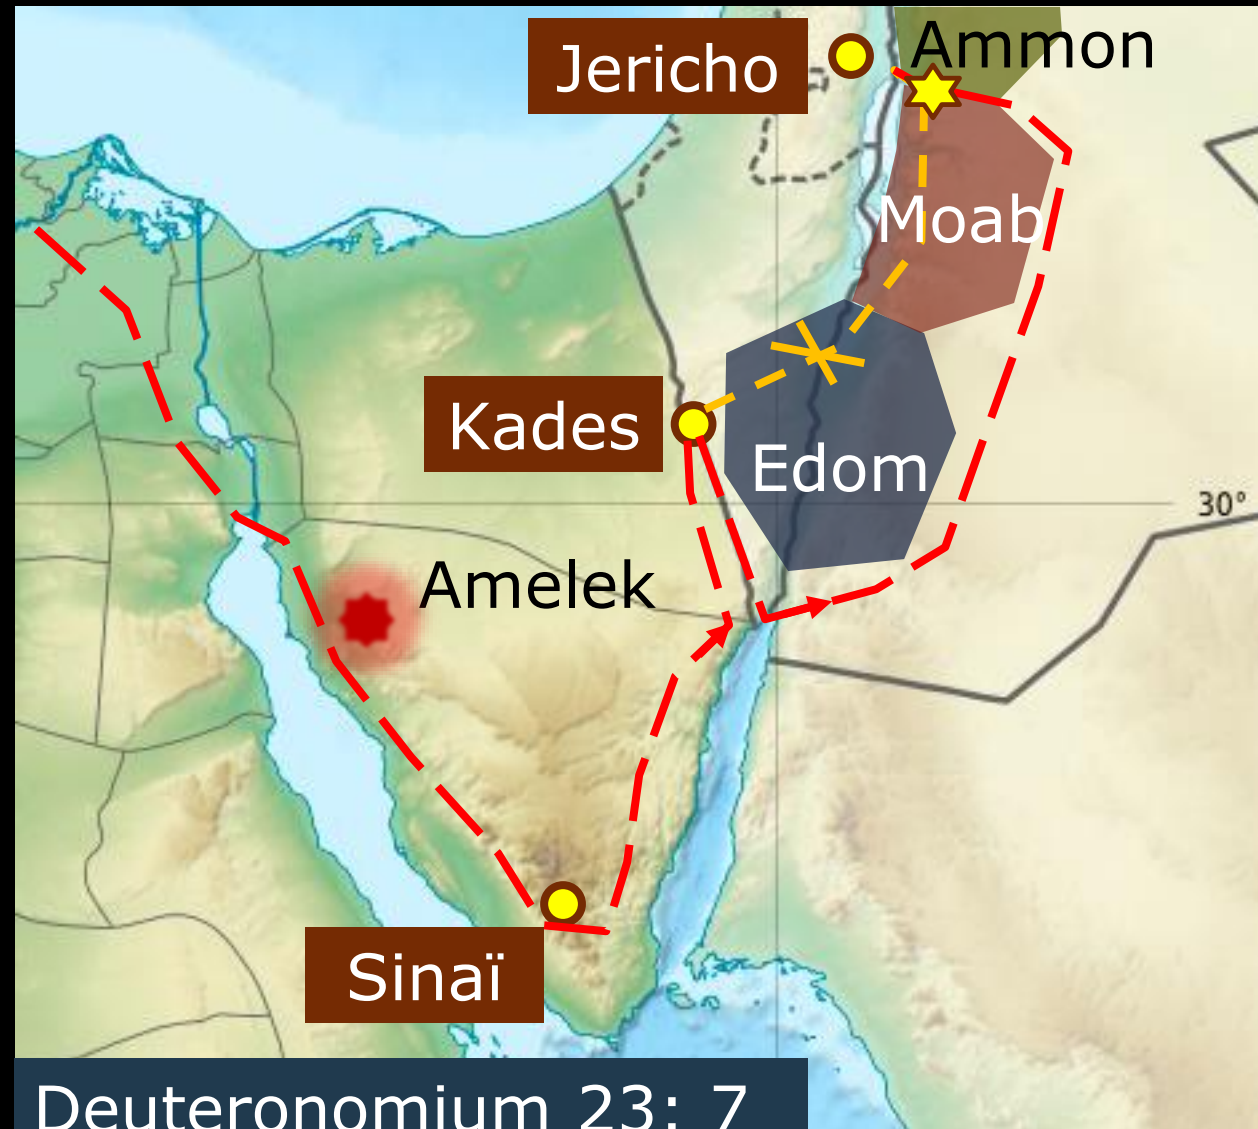 Jericho
Ammon
Moab
Kades
Edom
30°
Amelek
Sinaï
Deuteronomium 23: 7